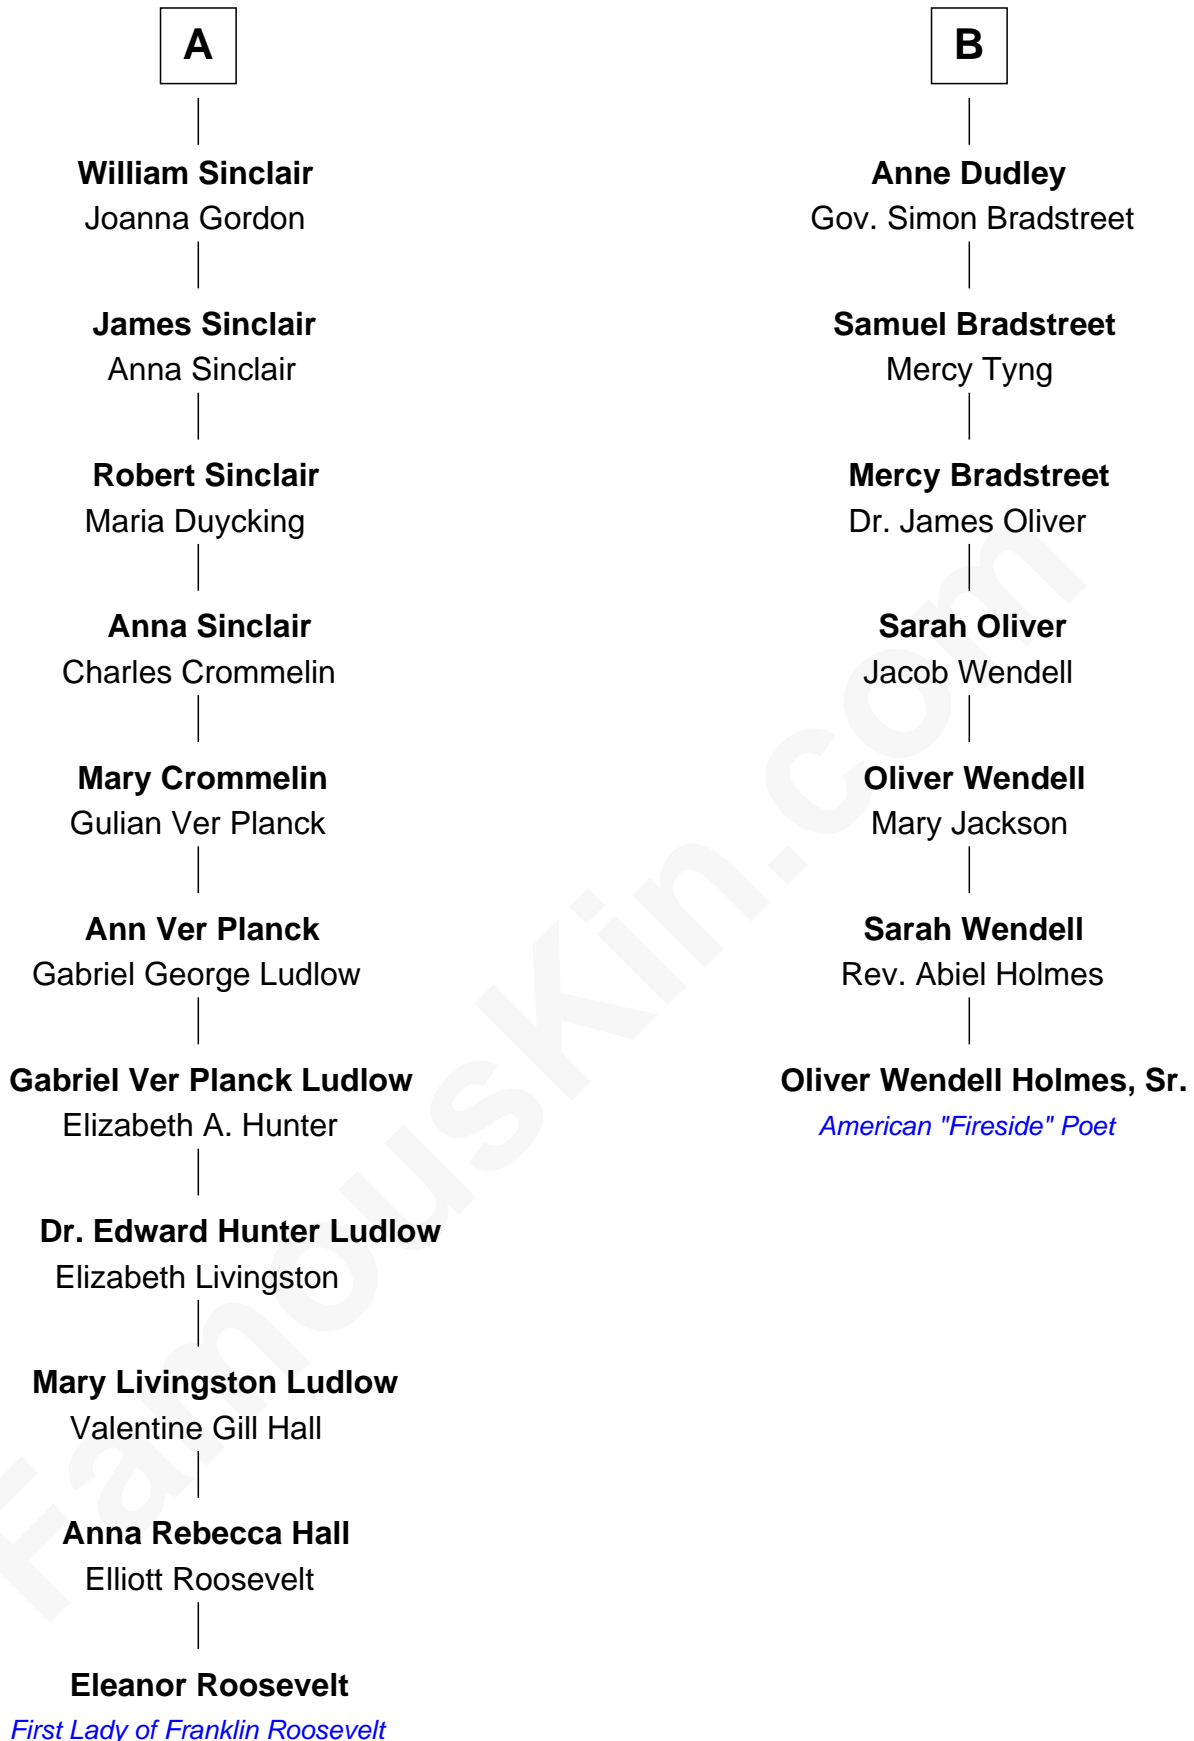 A
William Sinclair
Joanna Gordon
James Sinclair
Anna Sinclair
Robert Sinclair
Maria Duycking
Anna Sinclair
Charles Crommelin
Mary Crommelin
Gulian Ver Planck
Ann Ver Planck
Gabriel George Ludlow
Gabriel Ver Planck Ludlow
Elizabeth A. Hunter
Dr. Edward Hunter Ludlow
Elizabeth Livingston
Mary Livingston Ludlow
Valentine Gill Hall
Anna Rebecca Hall
Elliott Roosevelt
Eleanor Roosevelt
First Lady of Franklin Roosevelt
B
Anne Dudley
Gov. Simon Bradstreet
Samuel Bradstreet
Mercy Tyng
Mercy Bradstreet
Dr. James Oliver
Sarah Oliver
Jacob Wendell
Oliver Wendell
Mary Jackson
Sarah Wendell
Rev. Abiel Holmes
Oliver Wendell Holmes, Sr.
American "Fireside" Poet
FamousKin.com